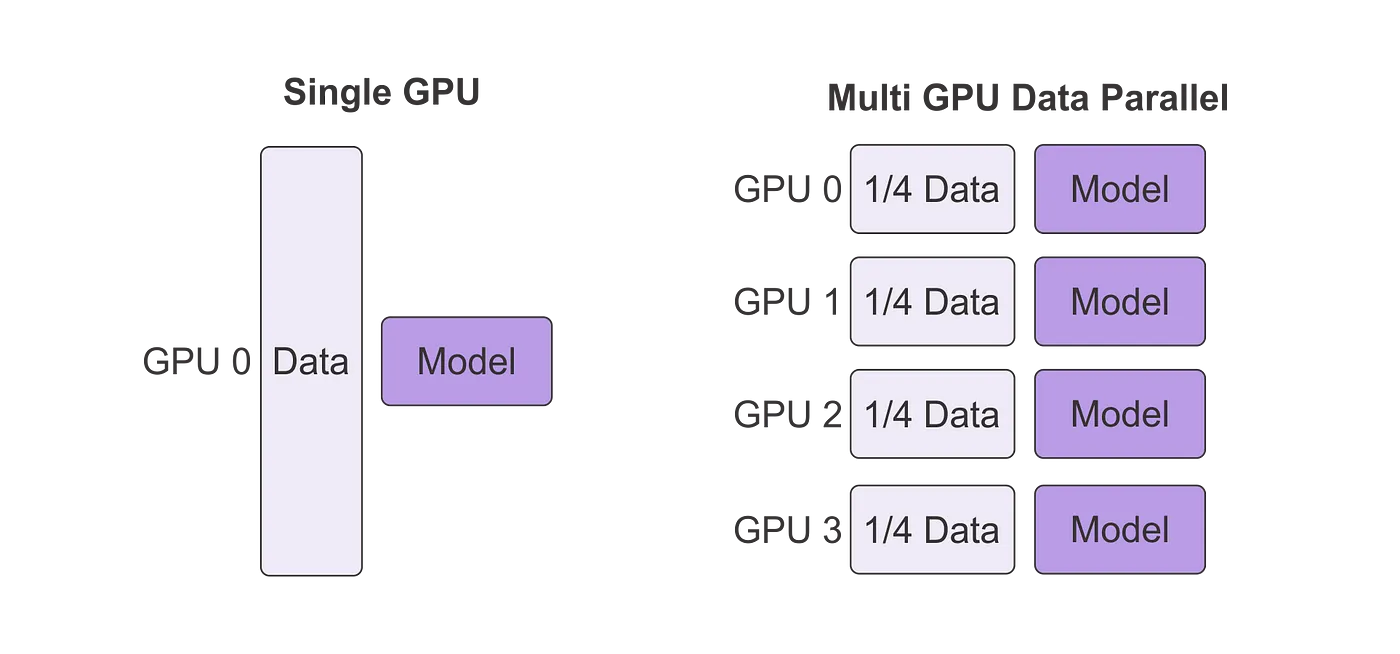 Single GPU
GPU 0 Data Model
Multi GPU Data Parallel
GPU 0 1/4 Data Model
GPU 1 1/4 Data Model
GPU 2 1/4 Data Model
GPU 3 1/4 Data Model